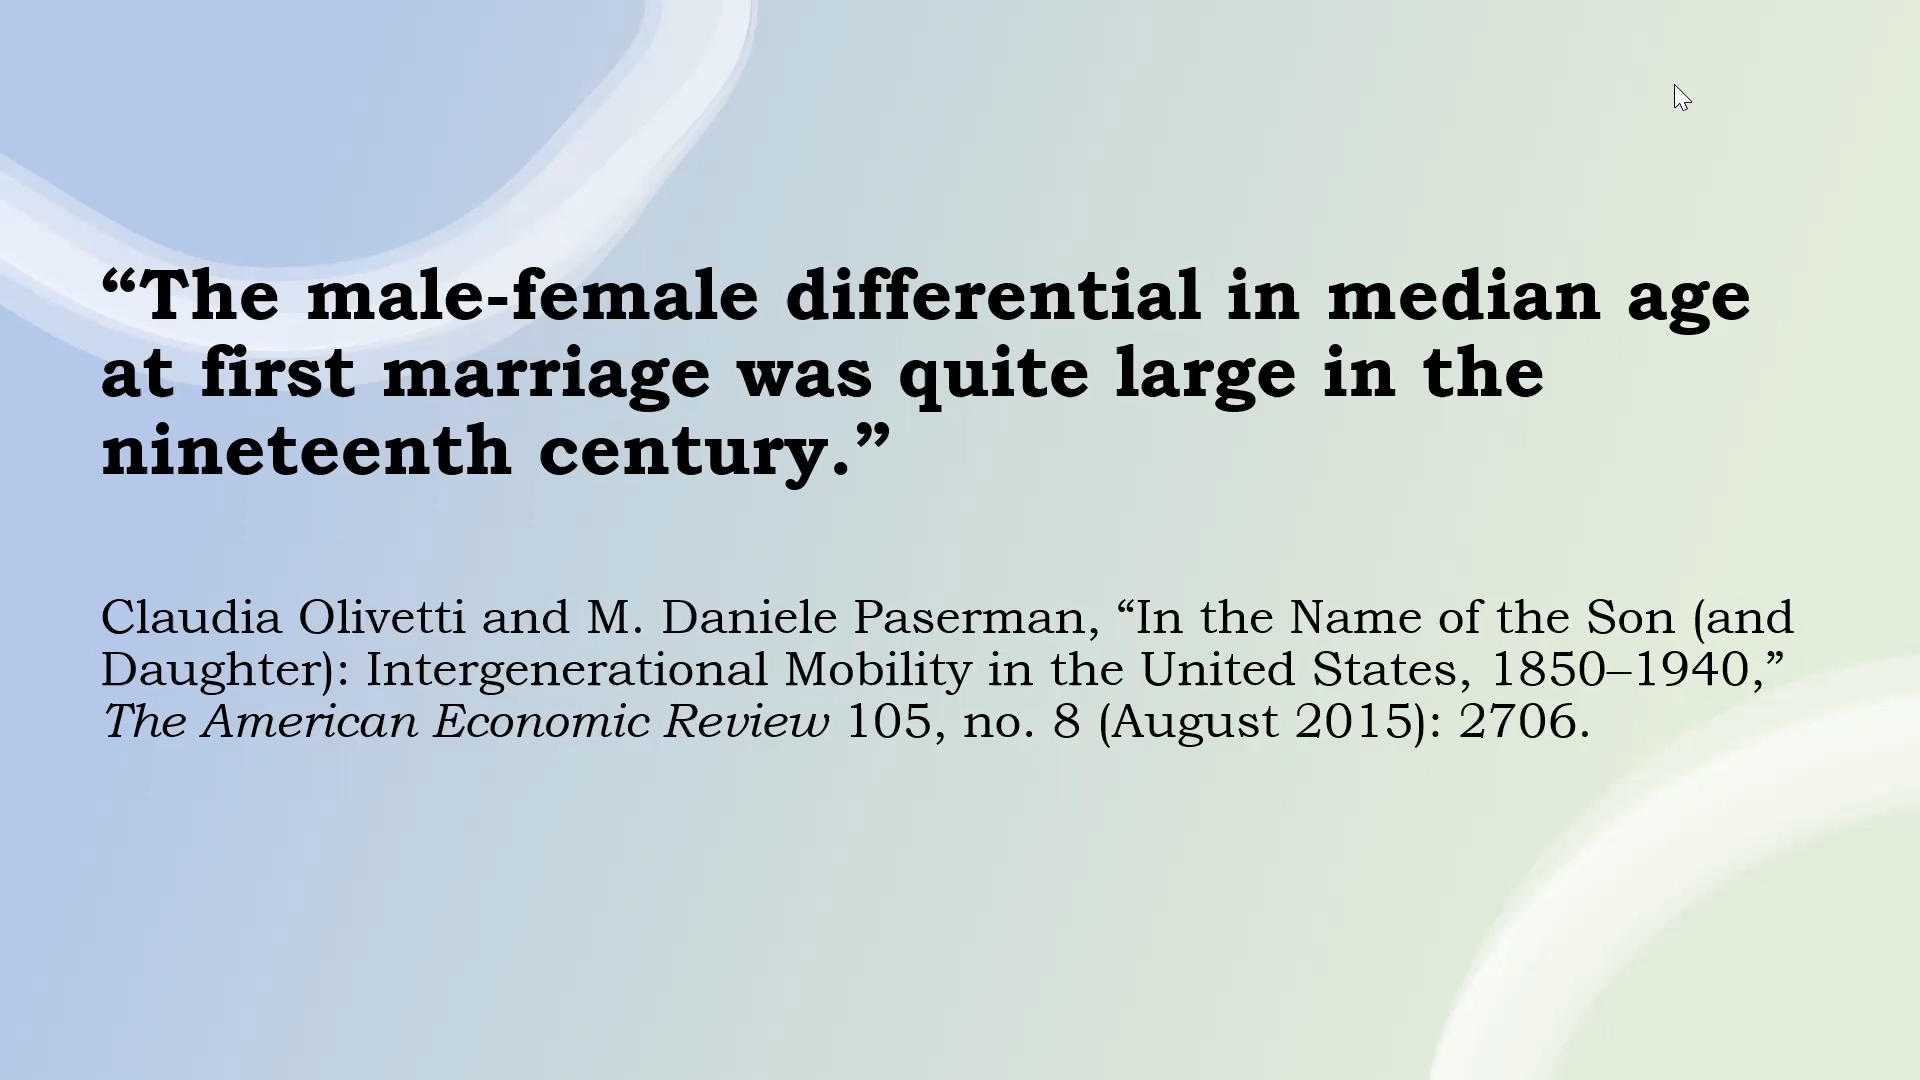 “The male-female differential in median age
at first marriage was quite large in the
nineteenth century.”
Claudia Olivetti and M. Daniele Paserman, “In the Name of the Son (and
Daughter): Intergenerational Mobility in the United States, 1850–1940,”
The American Economic Review 105, no. 8 (August 2015): 2706.